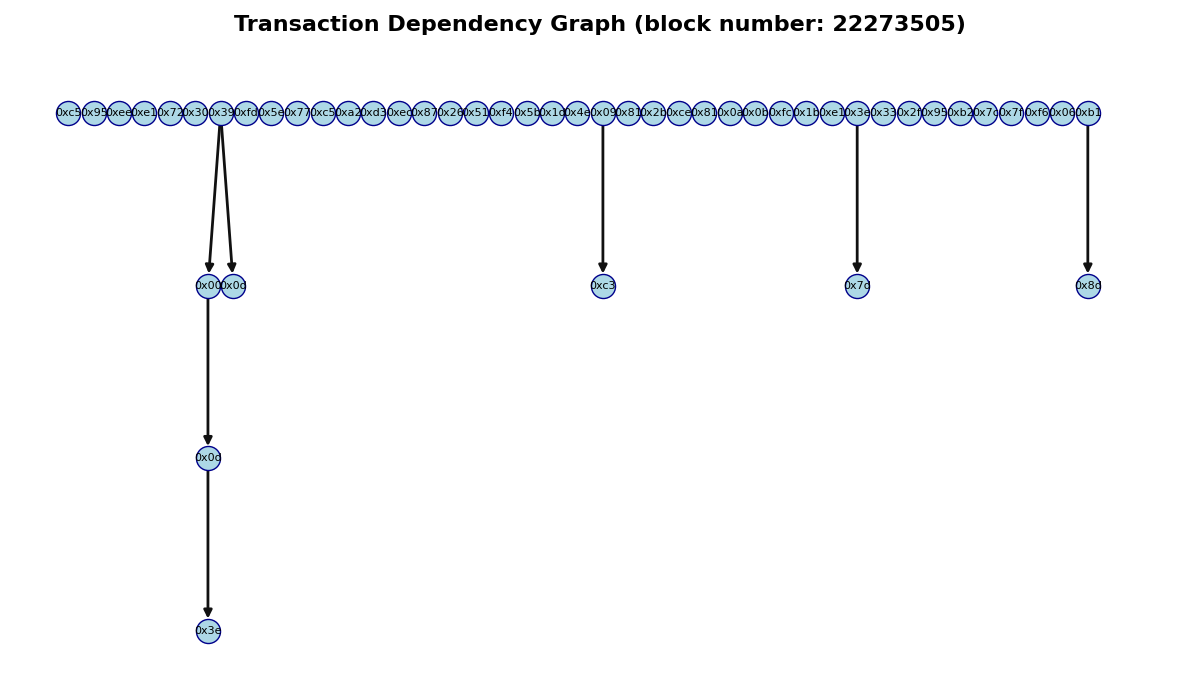 Transaction Dependency Graph (block number: 22273505)
0xc5 0x95 0xee 0xe1 0x72 0x30 0x39 0xfd 0x5e 0x77 0xc5 0xa2 0xd3 0xec 0x87 0x26 0x51 0xf4 0x5b 0x1c 0x4e 0x09 0x81 0x2b 0xce 0x81 0x0a 0x0b 0xfc 0x1b 0xe1 0x3e 0x33 0x2f 0x95 0xb2 0x7c 0x7f 0xf6 0x06 0xb1
0x00 0x0d 0xc3 0x7d 0x8d
0x3e